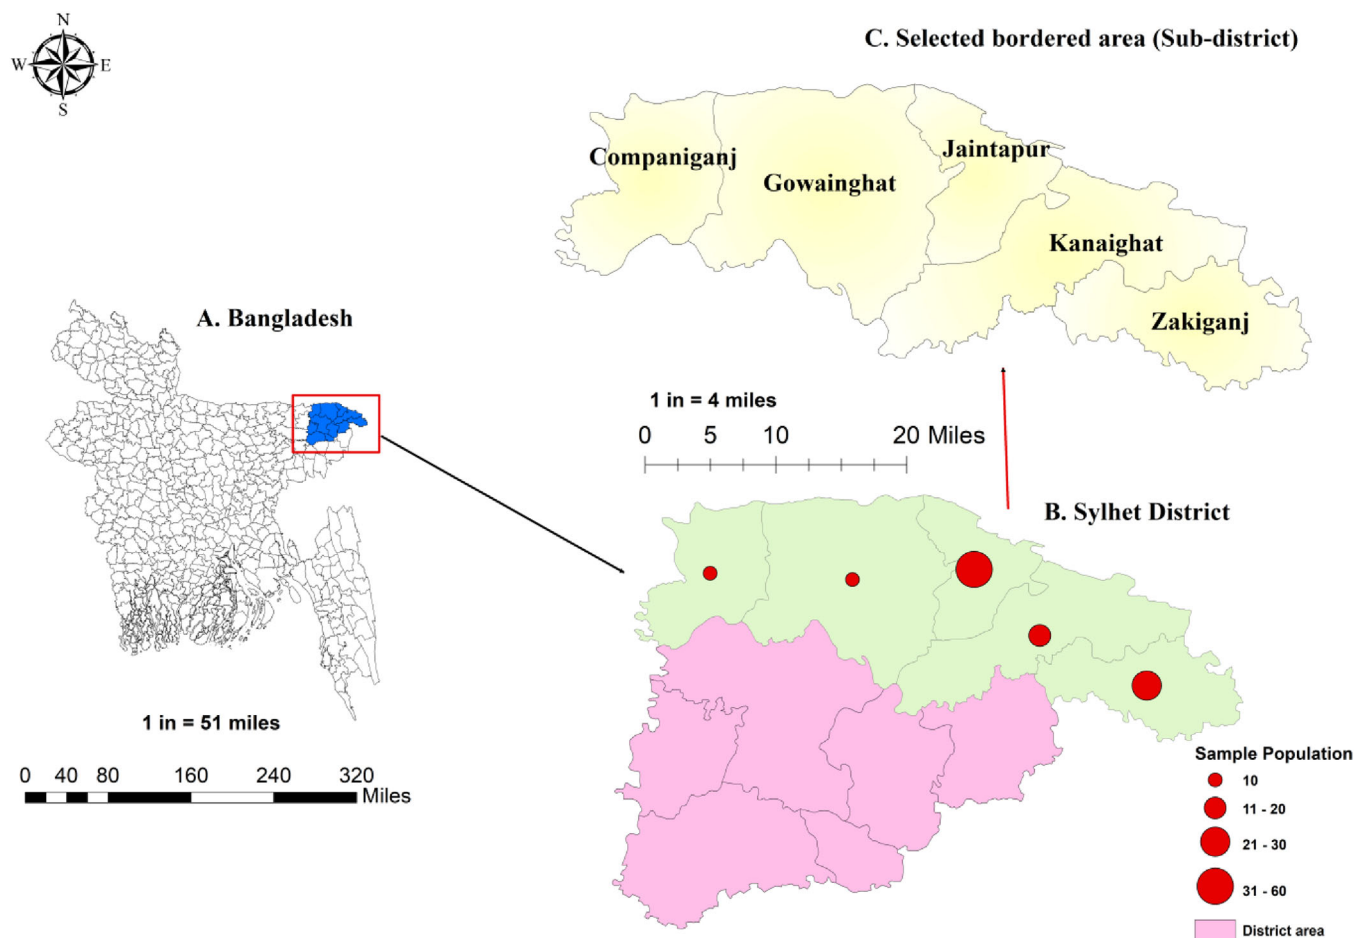 N
W E
S
C. Selected bordered area (Sub-district)
Companiganj
Gowainghat
Jaintapur
Kanaighat
Zakiganj
A. Bangladesh
1 in = 4 miles
0 5 10 20 Miles
B. Sylhet District
1 in = 51 miles
0 40 80 160 240 320
Miles
Sample Population
10
11 - 20
21 - 30
31 - 60
District area